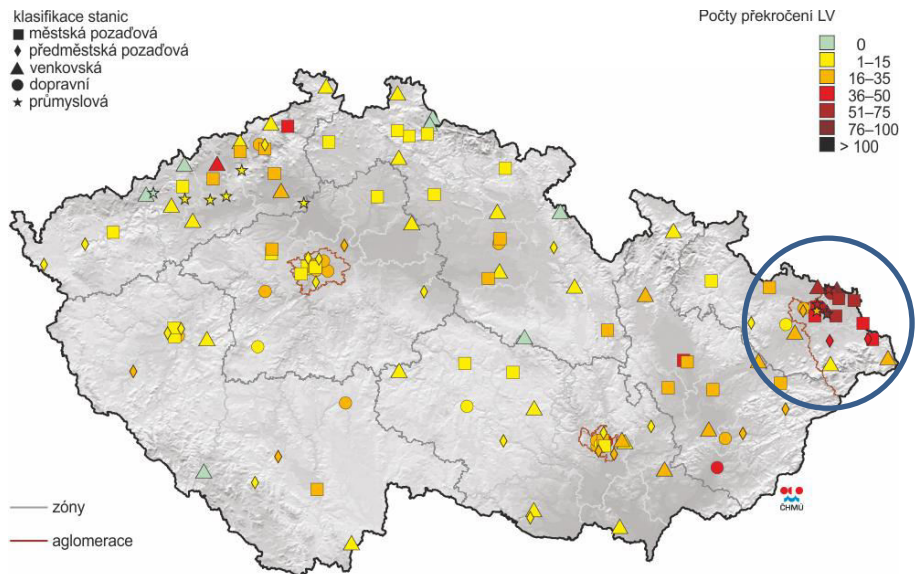 klasifikace stanic
městská pozaďová
předměstská pozaďová
venkovská
dopravní
průmyslová
Počty překročení LV
0
1–15
16–35
36–50
51–75
76–100
> 100
zóny
aglomerace
ČHMÚ